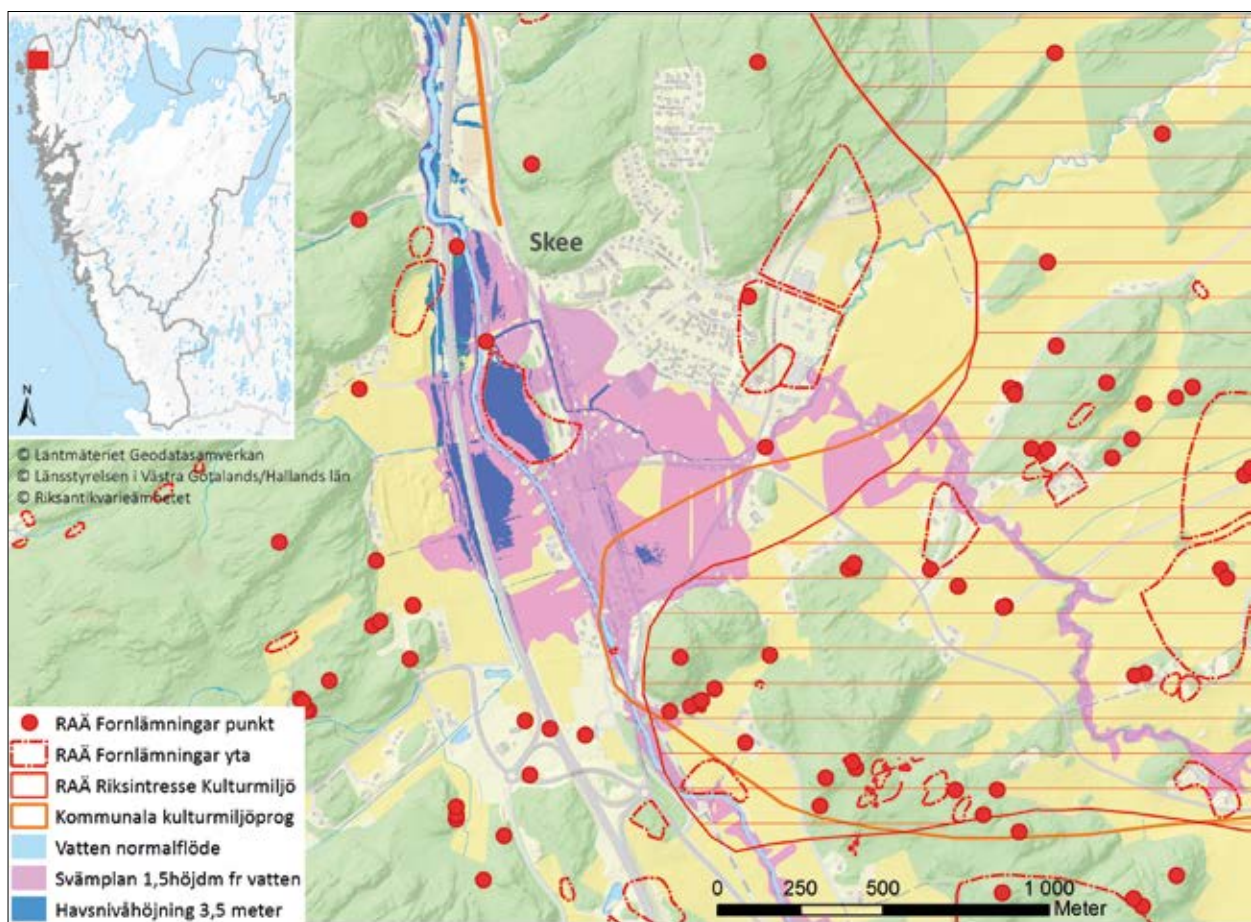 N
© Lantmäteriet Geodatasamverkan
© Länsstyrelsen i Västra Götalands/Hallands län
© Riksantikvarieämbetet
Skee
RAÄ Fornlämningar punkt
RAÄ Fornlämningar yta
RAÄ Riksintresse Kulturmiljö
Kommunala kulturmiljöprog
Vatten normalflöde
Svämplan 1,5höjdm fr vatten
Havsnivåhöjning 3,5 meter
0 250 500 1 000
Meter